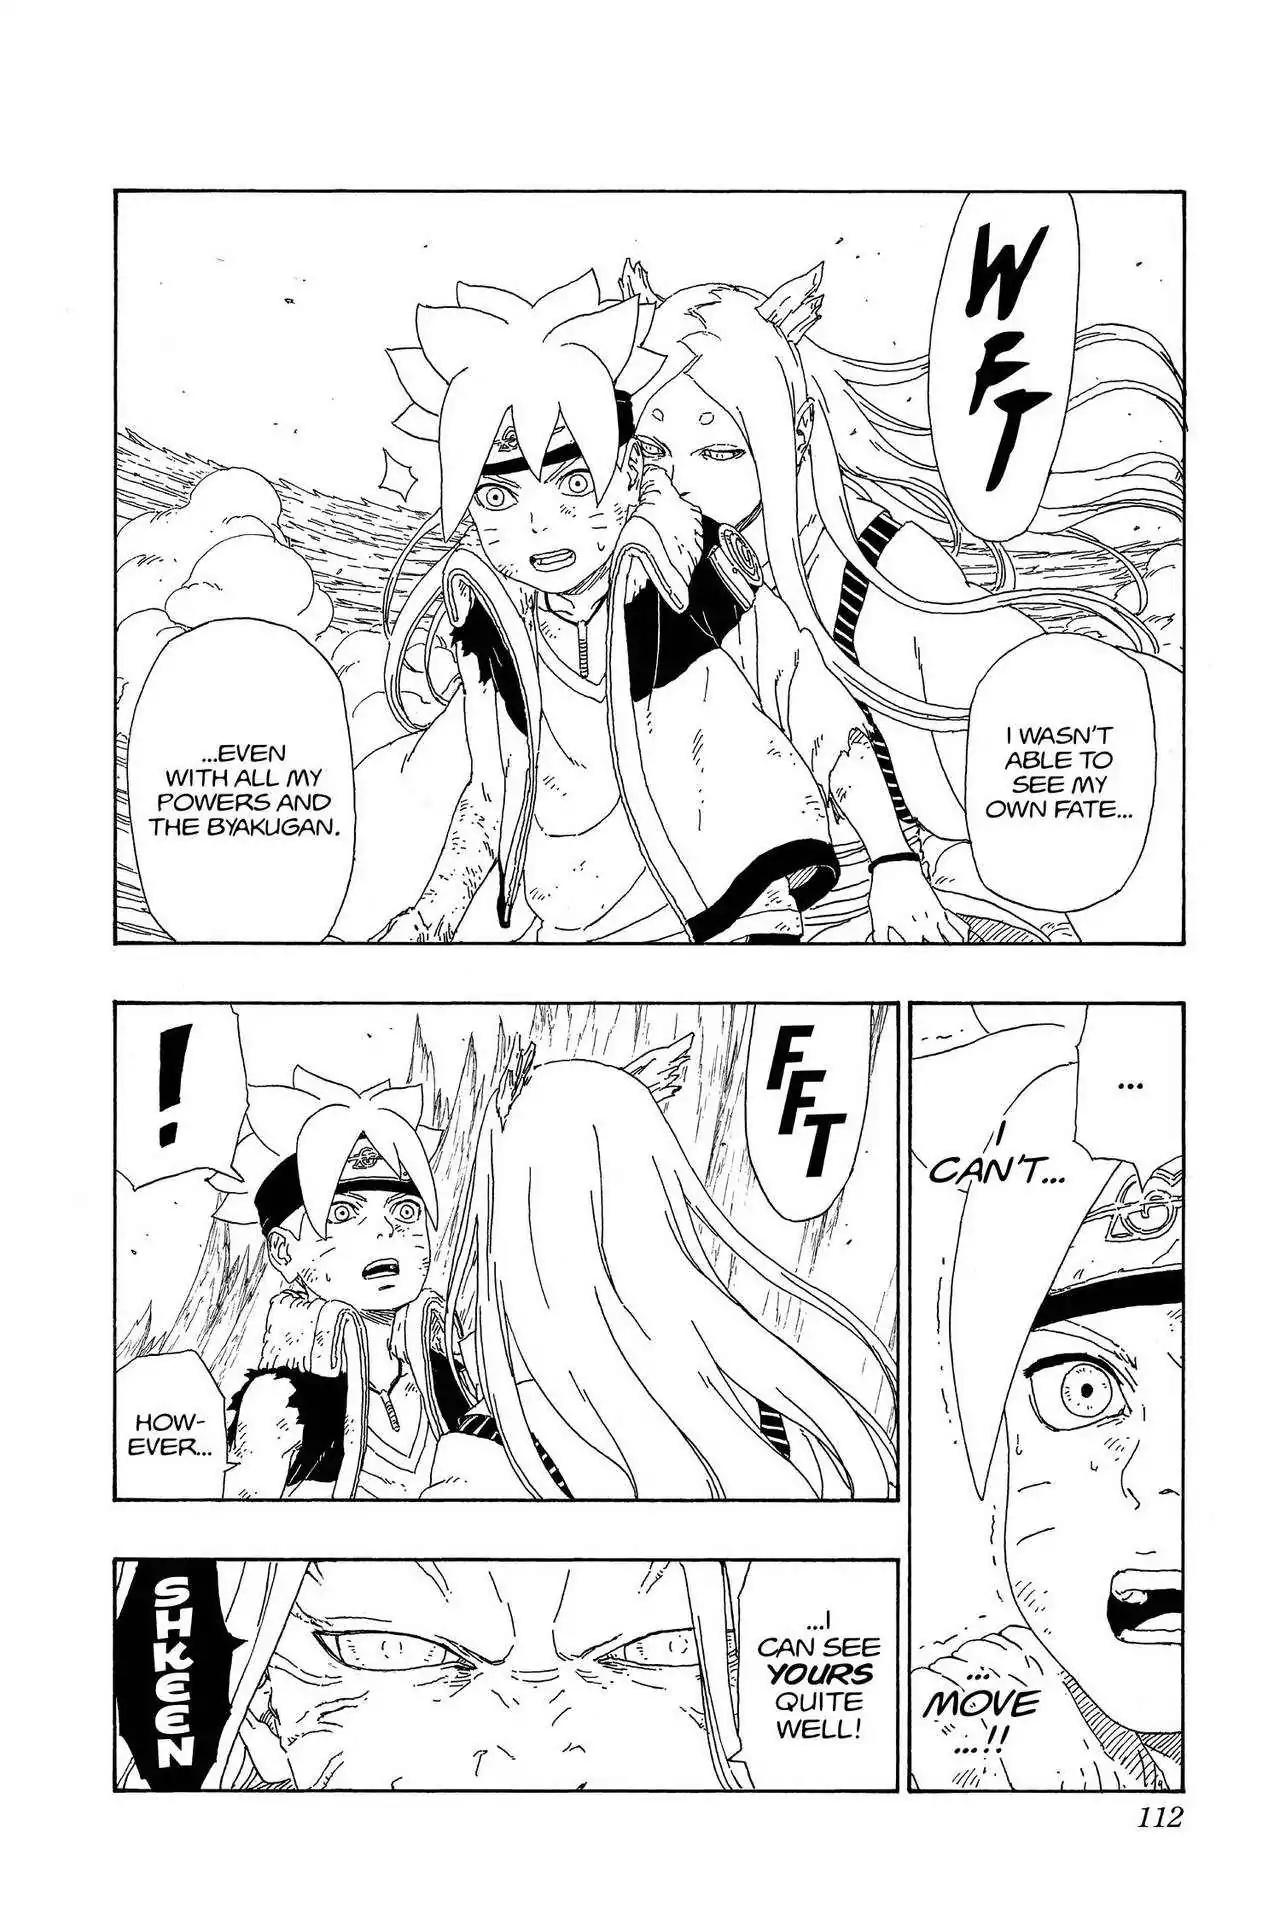 WFT
I WASN'T
ABLE TO
SEE MY
OWN FATE...
...EVEN
WITH ALL MY
POWERS AND
THE BYAKUGAN.
...
I
CAN'T...
...
MOVE
...!!
FFT
!
HOW-
EVER...
...I
CAN SEE
YOURS
QUITE
WELL!
SHKEEN
112